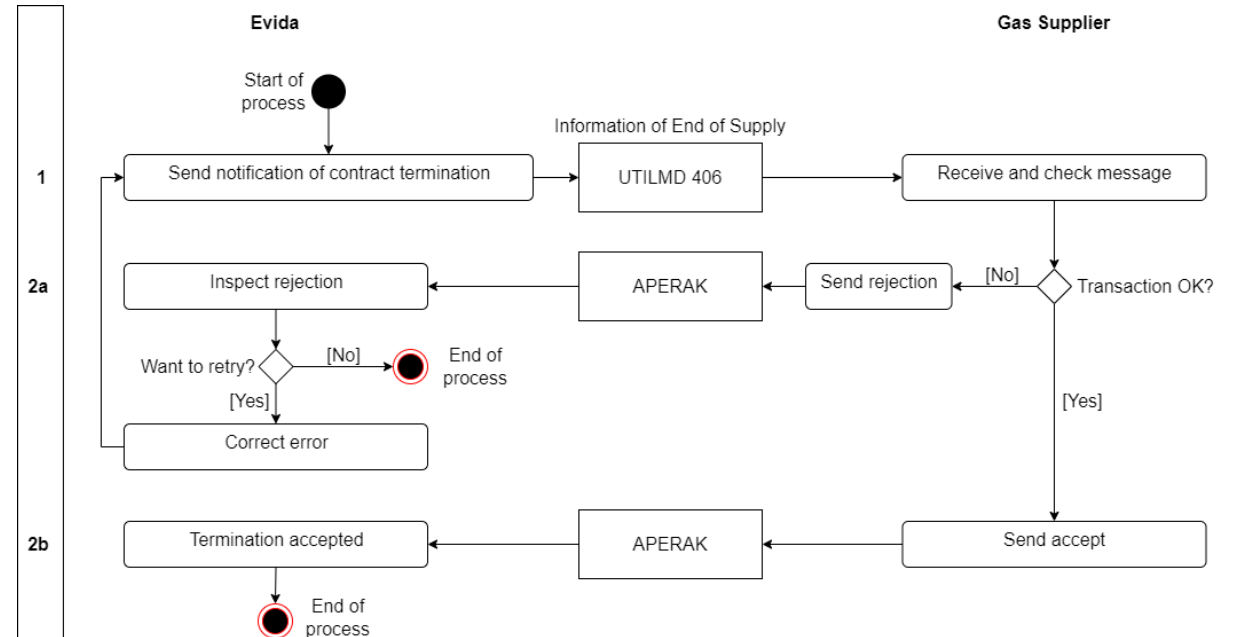 Evida
Gas Supplier
Start of
process
Information of End of Supply
1
Send notification of contract termination
UTILMD 406
Receive and check message
2a
Inspect rejection
APERAK
Send rejection
[No]
Transaction OK?
Want to retry?
[No]
End of
process
[Yes]
[Yes]
Correct error
2b
Termination accepted
APERAK
Send accept
End of
process